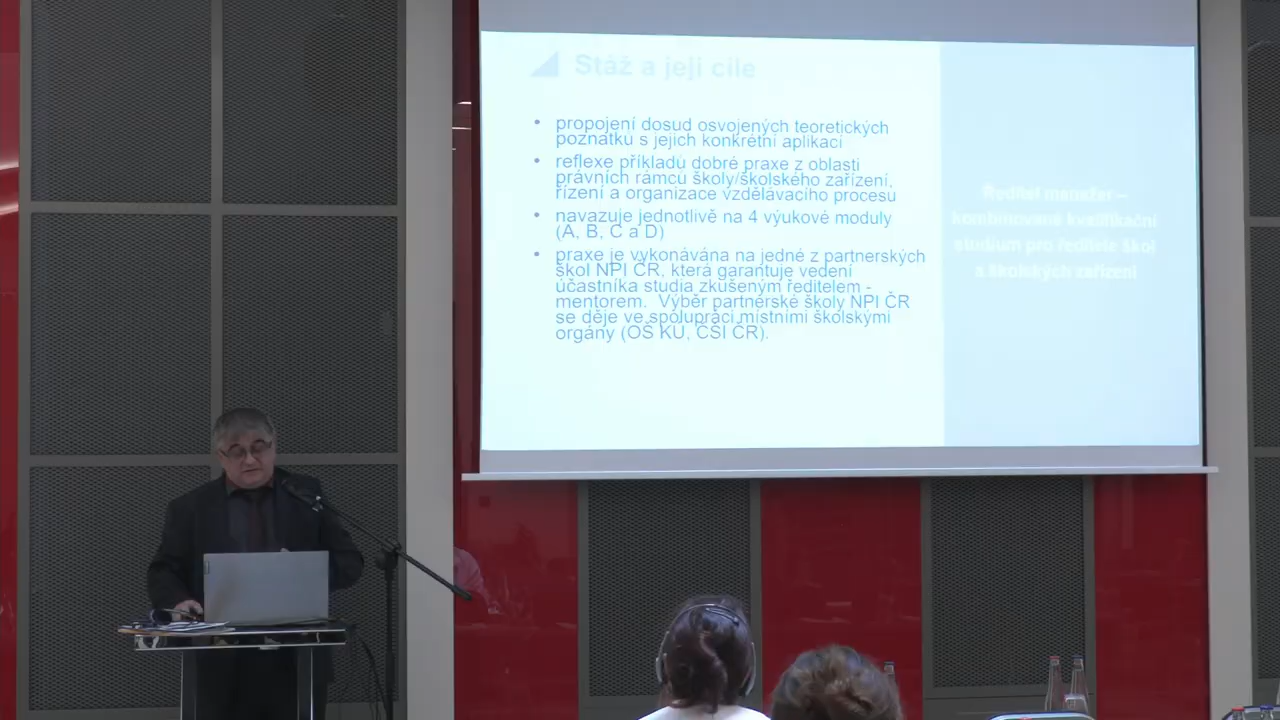 Stáž a její cíle
• propojení dosud osvojených teoretických
poznatků s jejich konkrétní aplikací
• reflexe příkladů dobré praxe z oblasti
právních rámců školy/školského zařízení,
řízení a organizace vzdělávacího procesu
• navazuje jednotlivě na 4 výukové moduly
(A, B, C a D)
• praxe je vykonávána na jedné z partnerských
škol NPI ČR, která garantuje vedení
účastníka studia zkušeným ředitelem -
mentorem. Výběr partnerské školy NPI ČR
se děje ve spolupráci místními školskými
orgány (OŠ KÚ, ČŠI ČR).
Ředitel manažer –
kombinované kvalifikační
studium pro ředitele škol
a školských zařízení